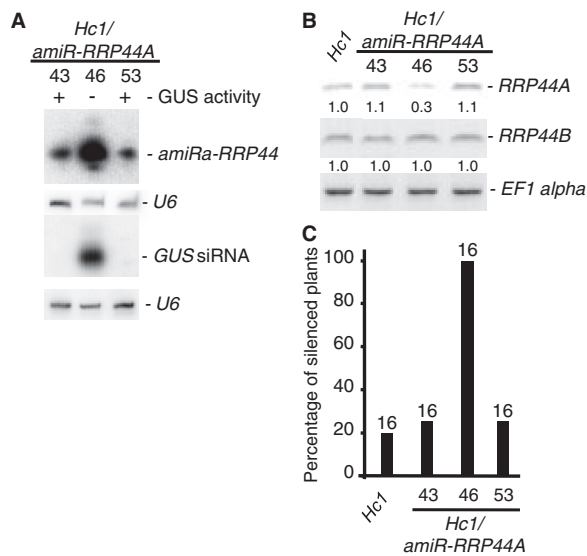 A
Hc1/
amiR-RRP44A
43 46 53
+ - + - GUS activity
- amiRa-RRP44
- U6
- GUS siRNA
- U6
B
Hc1/
Hc1 amiR-RRP44A
43 46 53
- RRP44A
1.0 1.1 0.3 1.1
- RRP44B
1.0 1.0 1.0 1.0
- EF1 alpha
C
Percentage of silenced plants
100
80
60
40
20
0
16 16 16 16
Hc1 43 46 53
Hc1/
amiR-RRP44A